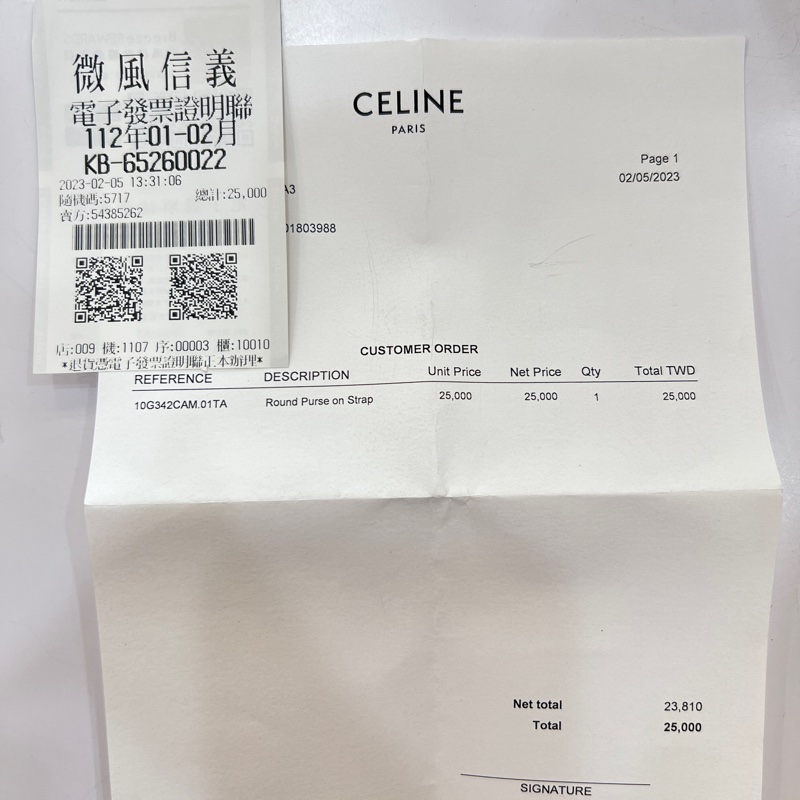 微風信義
電子發票證明聯
112年01-02月
KB-65260022
2023-02-05 13:31:06
隨機碼:5717 總計:25,000
賣方:54385262
店:009 機:1107 序:00003 櫃:10010
*退貨憑電子發票證明聯正本辦理*
CELINE
PARIS
Page 1
02/05/2023
A3
01803988
CUSTOMER ORDER
REFERENCE DESCRIPTION Unit Price Net Price Qty Total TWD
10G342CAM.01TA Round Purse on Strap 25,000 25,000 1 25,000
Net total 23,810
Total 25,000
SIGNATURE